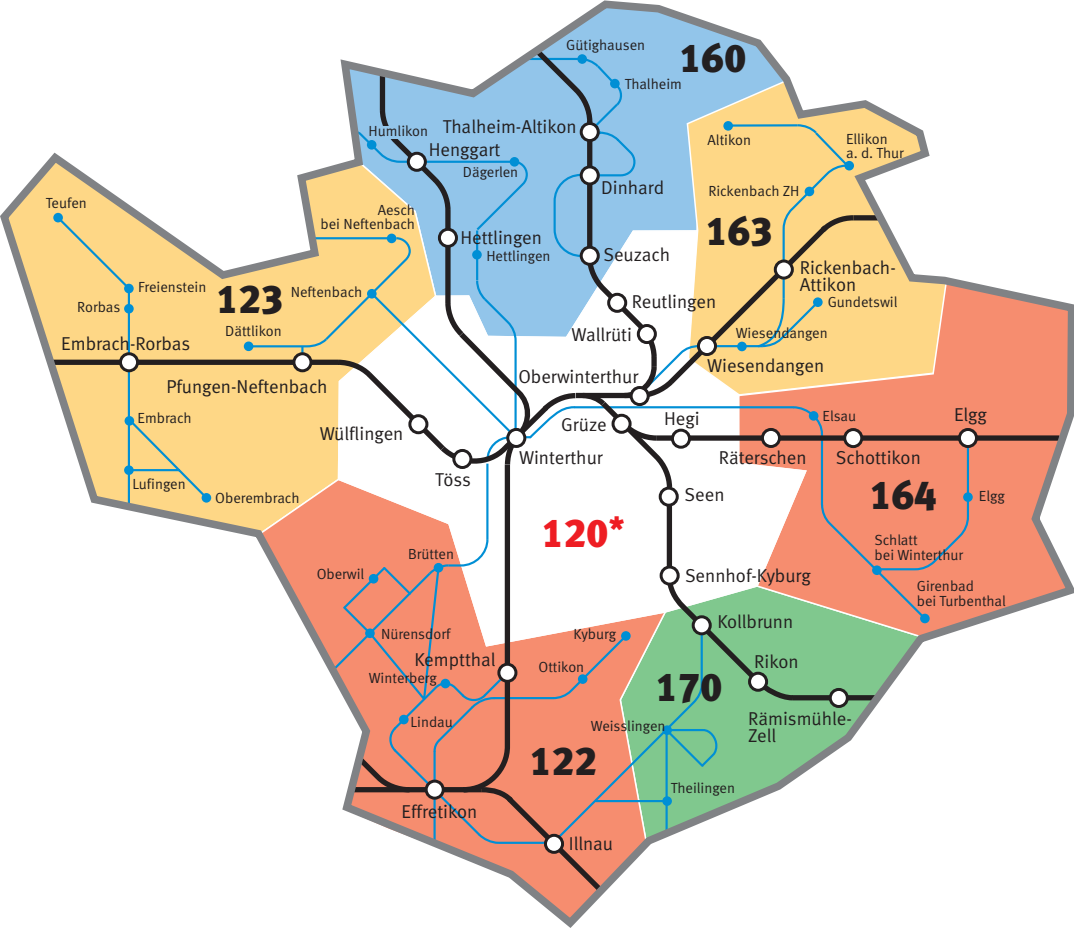 Gütighausen
160
Thalheim
Thalheim-Altikon
Humlikon
Henggart
Dägerlen
Dinhard
Altikon
Ellikon
a. d. Thur
Rickenbach ZH
163
Teufen
Aesch
bei Neftenbach
Hettlingen
Hettlingen
Seuzach
Rickenbach-
Attikon
Gundetswil
Freienstein
123
Neftenbach
Rorbas
Reutlingen
Dättlikon
Wallrüti
Wiesendangen
Embrach-Rorbas
Wiesendangen
Pfungen-Neftenbach
Oberwinterthur
Embrach
Wülflingen
Grüze
Hegi
Elsau
Elgg
Winterthur
Räterschen
Schottikon
Töss
Lufingen
Oberembrach
Seen
164
Elgg
120*
Schlatt
bei Winterthur
Brütten
Oberwil
Sennhof-Kyburg
Girenbad
bei Turbenthal
Nürensdorf
Kyburg
Kollbrunn
Kemptthal
Ottikon
Rikon
Winterberg
170
Lindau
Weisslingen
Rämismühle-
Zell
122
Theilingen
Effretikon
Illnau